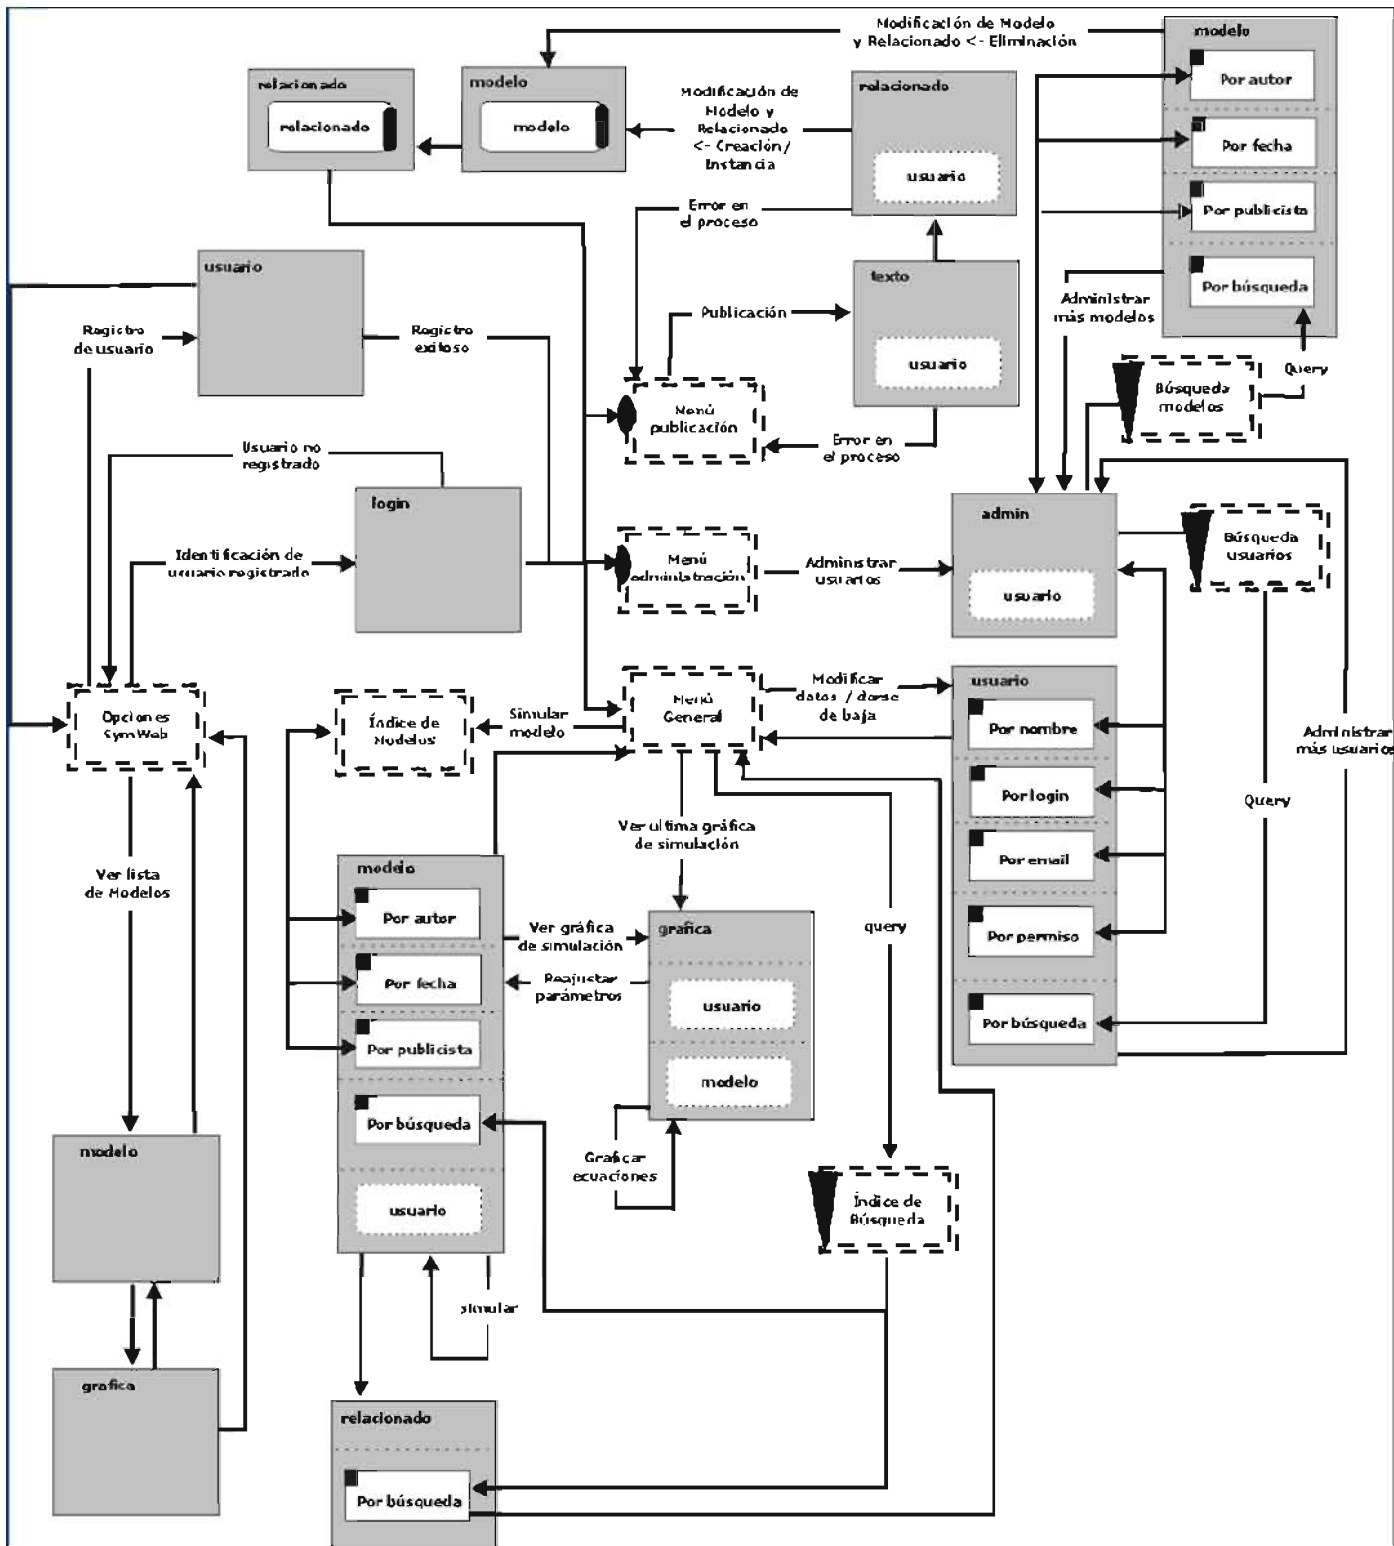 Modificación de Modelo
y Relacionado <- Eliminación
modelo
Por autor
Por fecha
Por publicista
Por búsqueda
relacionado
relacionado
modelo
modelo
Modificación de
Modelo y
Relacionado
<- Creación/
Instancia
relacionado
usuario
Error en
el proceso
usuario
texto
usuario
Publicación
Administrar
más modelos
Registro
de usuario
Registro
exitoso
Query
Búsqueda
modelos
Menú
publicación
Error en
el proceso
Usuario no
registrado
login
admin
usuario
Búsqueda
usuarios
Identificación de
usuario registrado
Menú
administración
Administrar
usuarios
Opciones
SymWeb
Índice de
Modelos
Simular
modelo
Menú
General
Modificar
datos / darse
de baja
usuario
Por nombre
Por login
Por email
Por permiso
Por búsqueda
Administrar
más usuarios
Query
Ver ultima gráfica
de simulación
Ver lista
de Modelos
modelo
Por autor
Por fecha
Por publicista
Por búsqueda
usuario
Ver gráfica
de simulación
Reajustar
parámetros
grafica
usuario
modelo
query
Graficar
ecuaciones
modelo
Índice de
Búsqueda
simular
grafica
relacionado
Por búsqueda